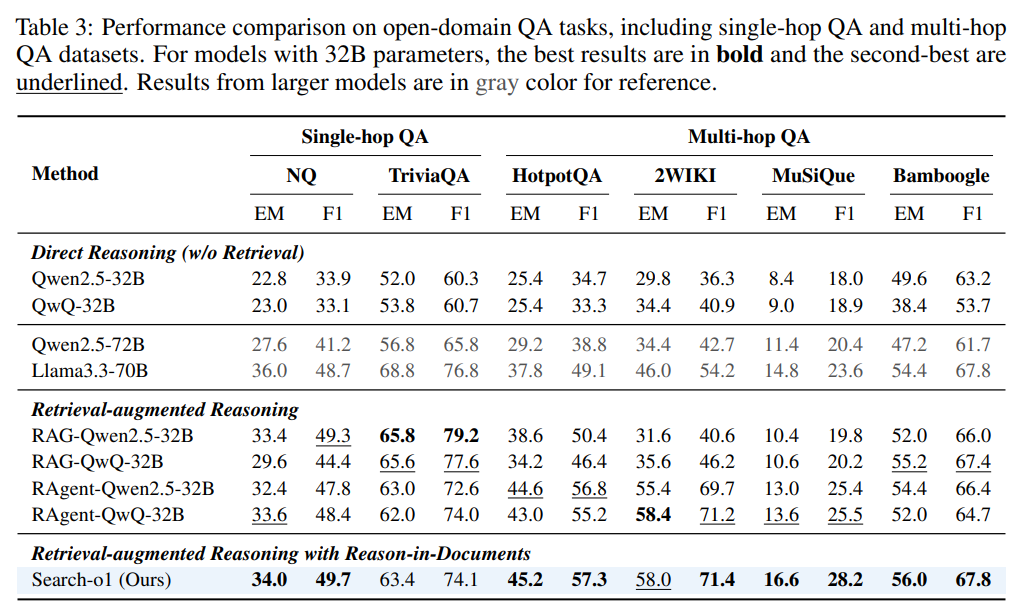 Table 3: Performance comparison on open-domain QA tasks, including single-hop QA and multi-hop
QA datasets. For models with 32B parameters, the best results are in bold and the second-best are
underlined. Results from larger models are in gray color for reference.
Single-hop QA Multi-hop QA
Method NQ TriviaQA HotpotQA 2WIKI MuSiQue Bamboogle
EM F1 EM F1 EM F1 EM F1 EM F1 EM F1
Direct Reasoning (w/o Retrieval)
Qwen2.5-32B 22.8 33.9 52.0 60.3 25.4 34.7 29.8 36.3 8.4 18.0 49.6 63.2
QwQ-32B 23.0 33.1 53.8 60.7 25.4 33.3 34.4 40.9 9.0 18.9 38.4 53.7
Qwen2.5-72B 27.6 41.2 56.8 65.8 29.2 38.8 34.4 42.7 11.4 20.4 47.2 61.7
Llama3.3-70B 36.0 48.7 68.8 76.8 37.8 49.1 46.0 54.2 14.8 23.6 54.4 67.8
Retrieval-augmented Reasoning
RAG-Qwen2.5-32B 33.4 49.3 65.8 79.2 38.6 50.4 31.6 40.6 10.4 19.8 52.0 66.0
RAG-QwQ-32B 29.6 44.4 65.6 77.6 34.2 46.4 35.6 46.2 10.6 20.2 55.2 67.4
RAgent-Qwen2.5-32B 32.4 47.8 63.0 72.6 44.6 56.8 55.4 69.7 13.0 25.4 54.4 66.4
RAgent-QwQ-32B 33.6 48.4 62.0 74.0 43.0 55.2 58.4 71.2 13.6 25.5 52.0 64.7
Retrieval-augmented Reasoning with Reason-in-Documents
Search-o1 (Ours) 34.0 49.7 63.4 74.1 45.2 57.3 58.0 71.4 16.6 28.2 56.0 67.8